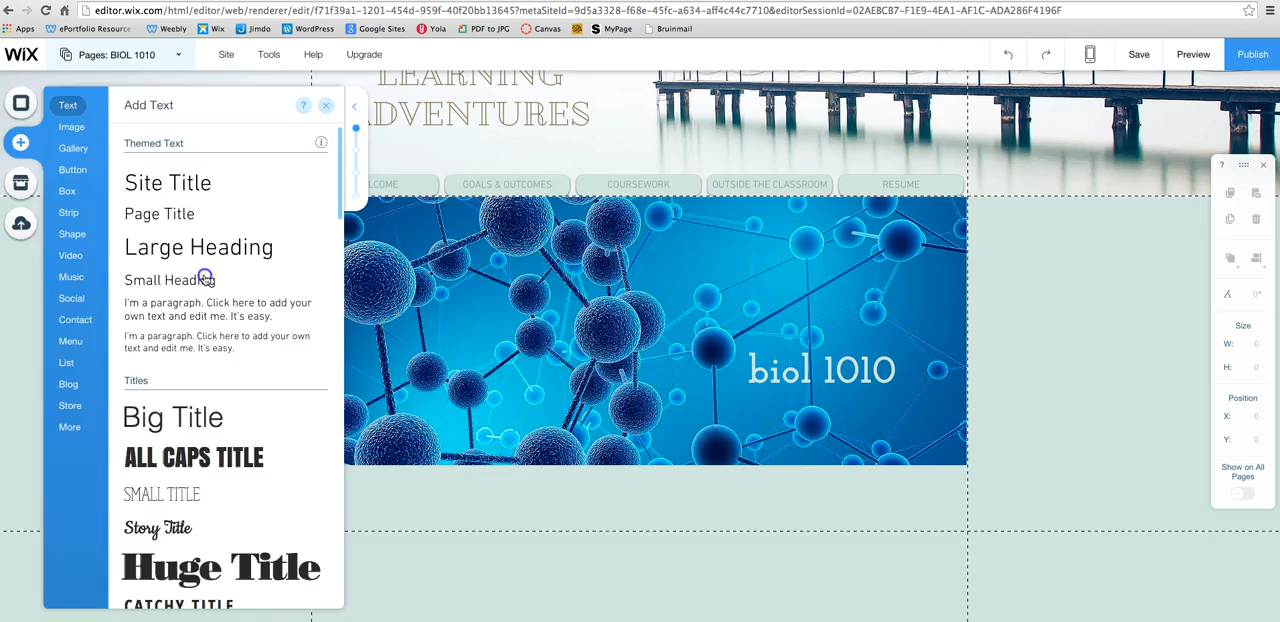 editor.wix.com/html/editor/web/renderer/edit/f71f39a1-1201-454d-959f-40f20bb13645?metaSiteId=9d5a3328-f68e-45fc-a634-aff4c44c7710&editorSessionId=02AEBCB7-F1E9-4EA1-AF1C-ADA286F4196F
Apps ePortfolio Resource Weebly Wix Jimdo WordPress Google Sites Yola PDF to JPG Canvas MyPage Bruinmail
WiX Pages: BIOL 1010 Site Tools Help Upgrade Save Preview Publish
LEARNING
ADVENTURES
GOALS & OUTCOMES COURSEWORK OUTSIDE THE CLASSROOM RESUME
biol 1010
Text
Image
Gallery
Button
Box
Strip
Shape
Video
Music
Social
Contact
Menu
List
Blog
Store
More
Add Text ?
Themed Text
Site Title
Page Title
Large Heading
Small Heading
I'm a paragraph. Click here to add your
own text and edit me. It's easy.
I'm a paragraph. Click here to add your own
text and edit me. It's easy.
Titles
Big Title
ALL CAPS TITLE
SMALL TITLE
Story Title
Huge Title
CATCHY TITLE
?
0°
Size
W: 0
H: 0
Position
X: 0
Y: 0
Show on All
Pages